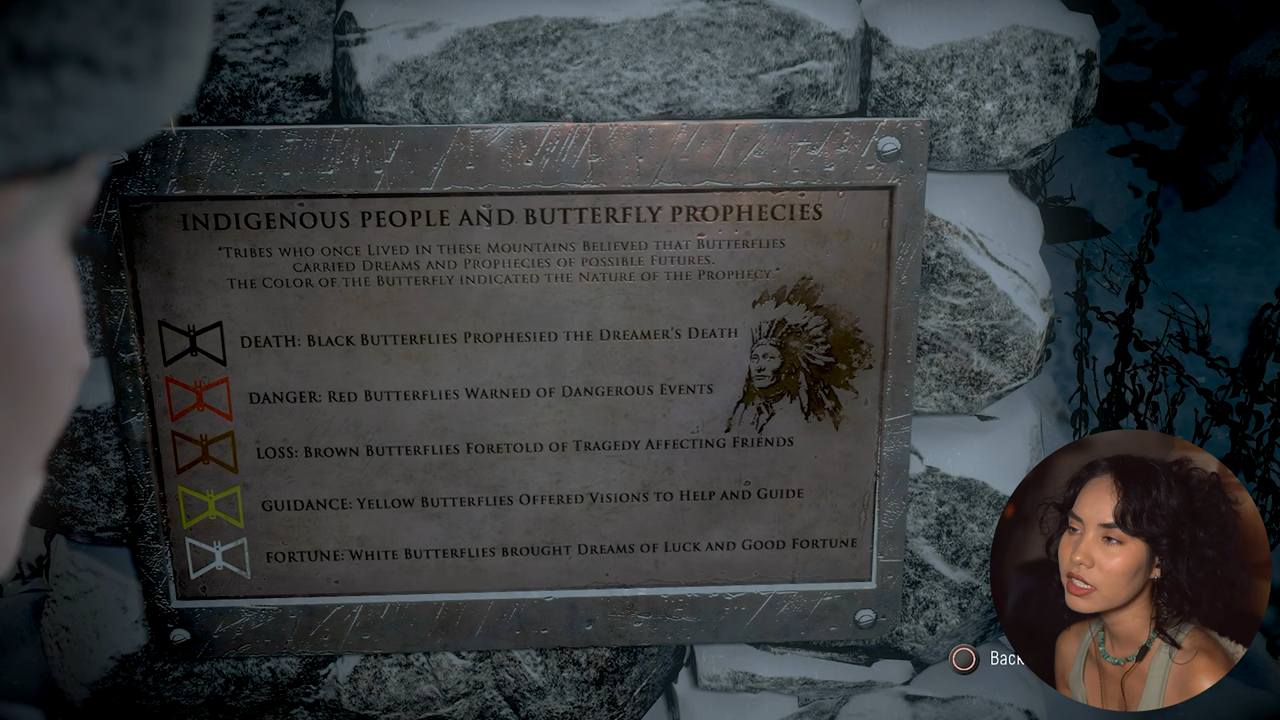 INDIGENOUS PEOPLE AND BUTTERFLY PROPHECIES
"TRIBES WHO ONCE LIVED IN THESE MOUNTAINS BELIEVED THAT BUTTERFLIES
CARRIED DREAMS AND PROPHECIES OF POSSIBLE FUTURES.
THE COLOR OF THE BUTTERFLY INDICATED THE NATURE OF THE PROPHECY."
DEATH: BLACK BUTTERFLIES PROPHESIED THE DREAMER'S DEATH
DANGER: RED BUTTERFLIES WARNED OF DANGEROUS EVENTS
LOSS: BROWN BUTTERFLIES FORETOLD OF TRAGEDY AFFECTING FRIENDS
GUIDANCE: YELLOW BUTTERFLIES OFFERED VISIONS TO HELP AND GUIDE
FORTUNE: WHITE BUTTERFLIES BROUGHT DREAMS OF LUCK AND GOOD FORTUNE
Back